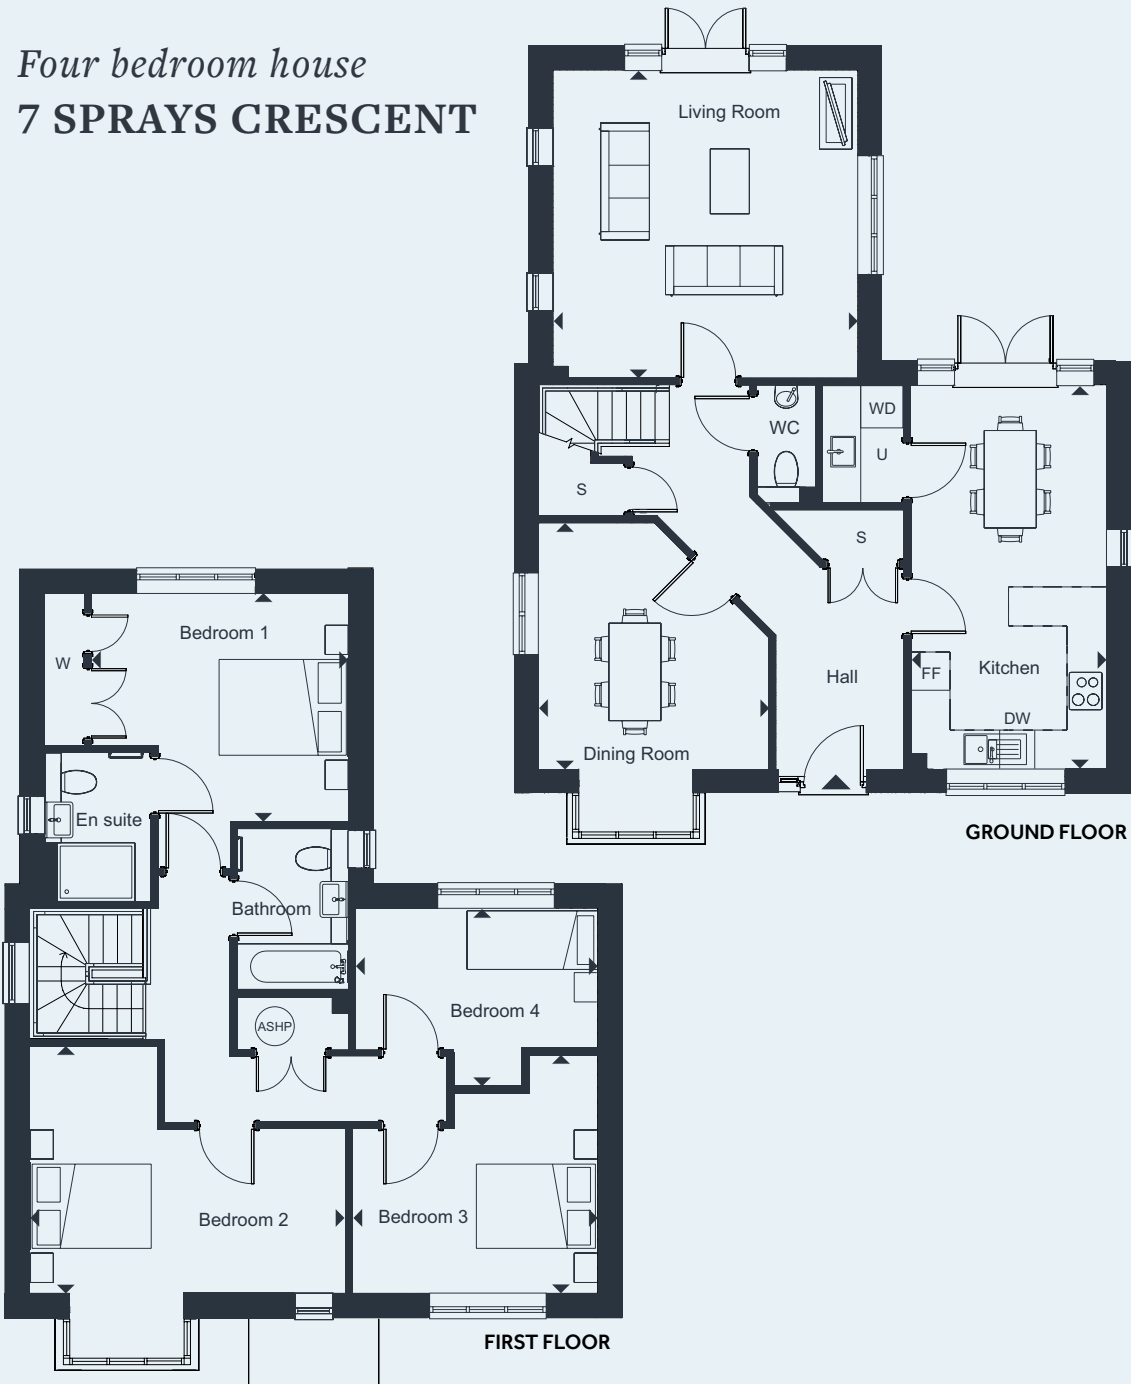 Four bedroom house
7 SPRAYS CRESCENT
Living Room
WC
WD
U
S
S
Hall
Kitchen
FF
DW
Dining Room
GROUND FLOOR
Bedroom 1
W
En suite
Bathroom
ASHP
Bedroom 4
Bedroom 2
Bedroom 3
FIRST FLOOR